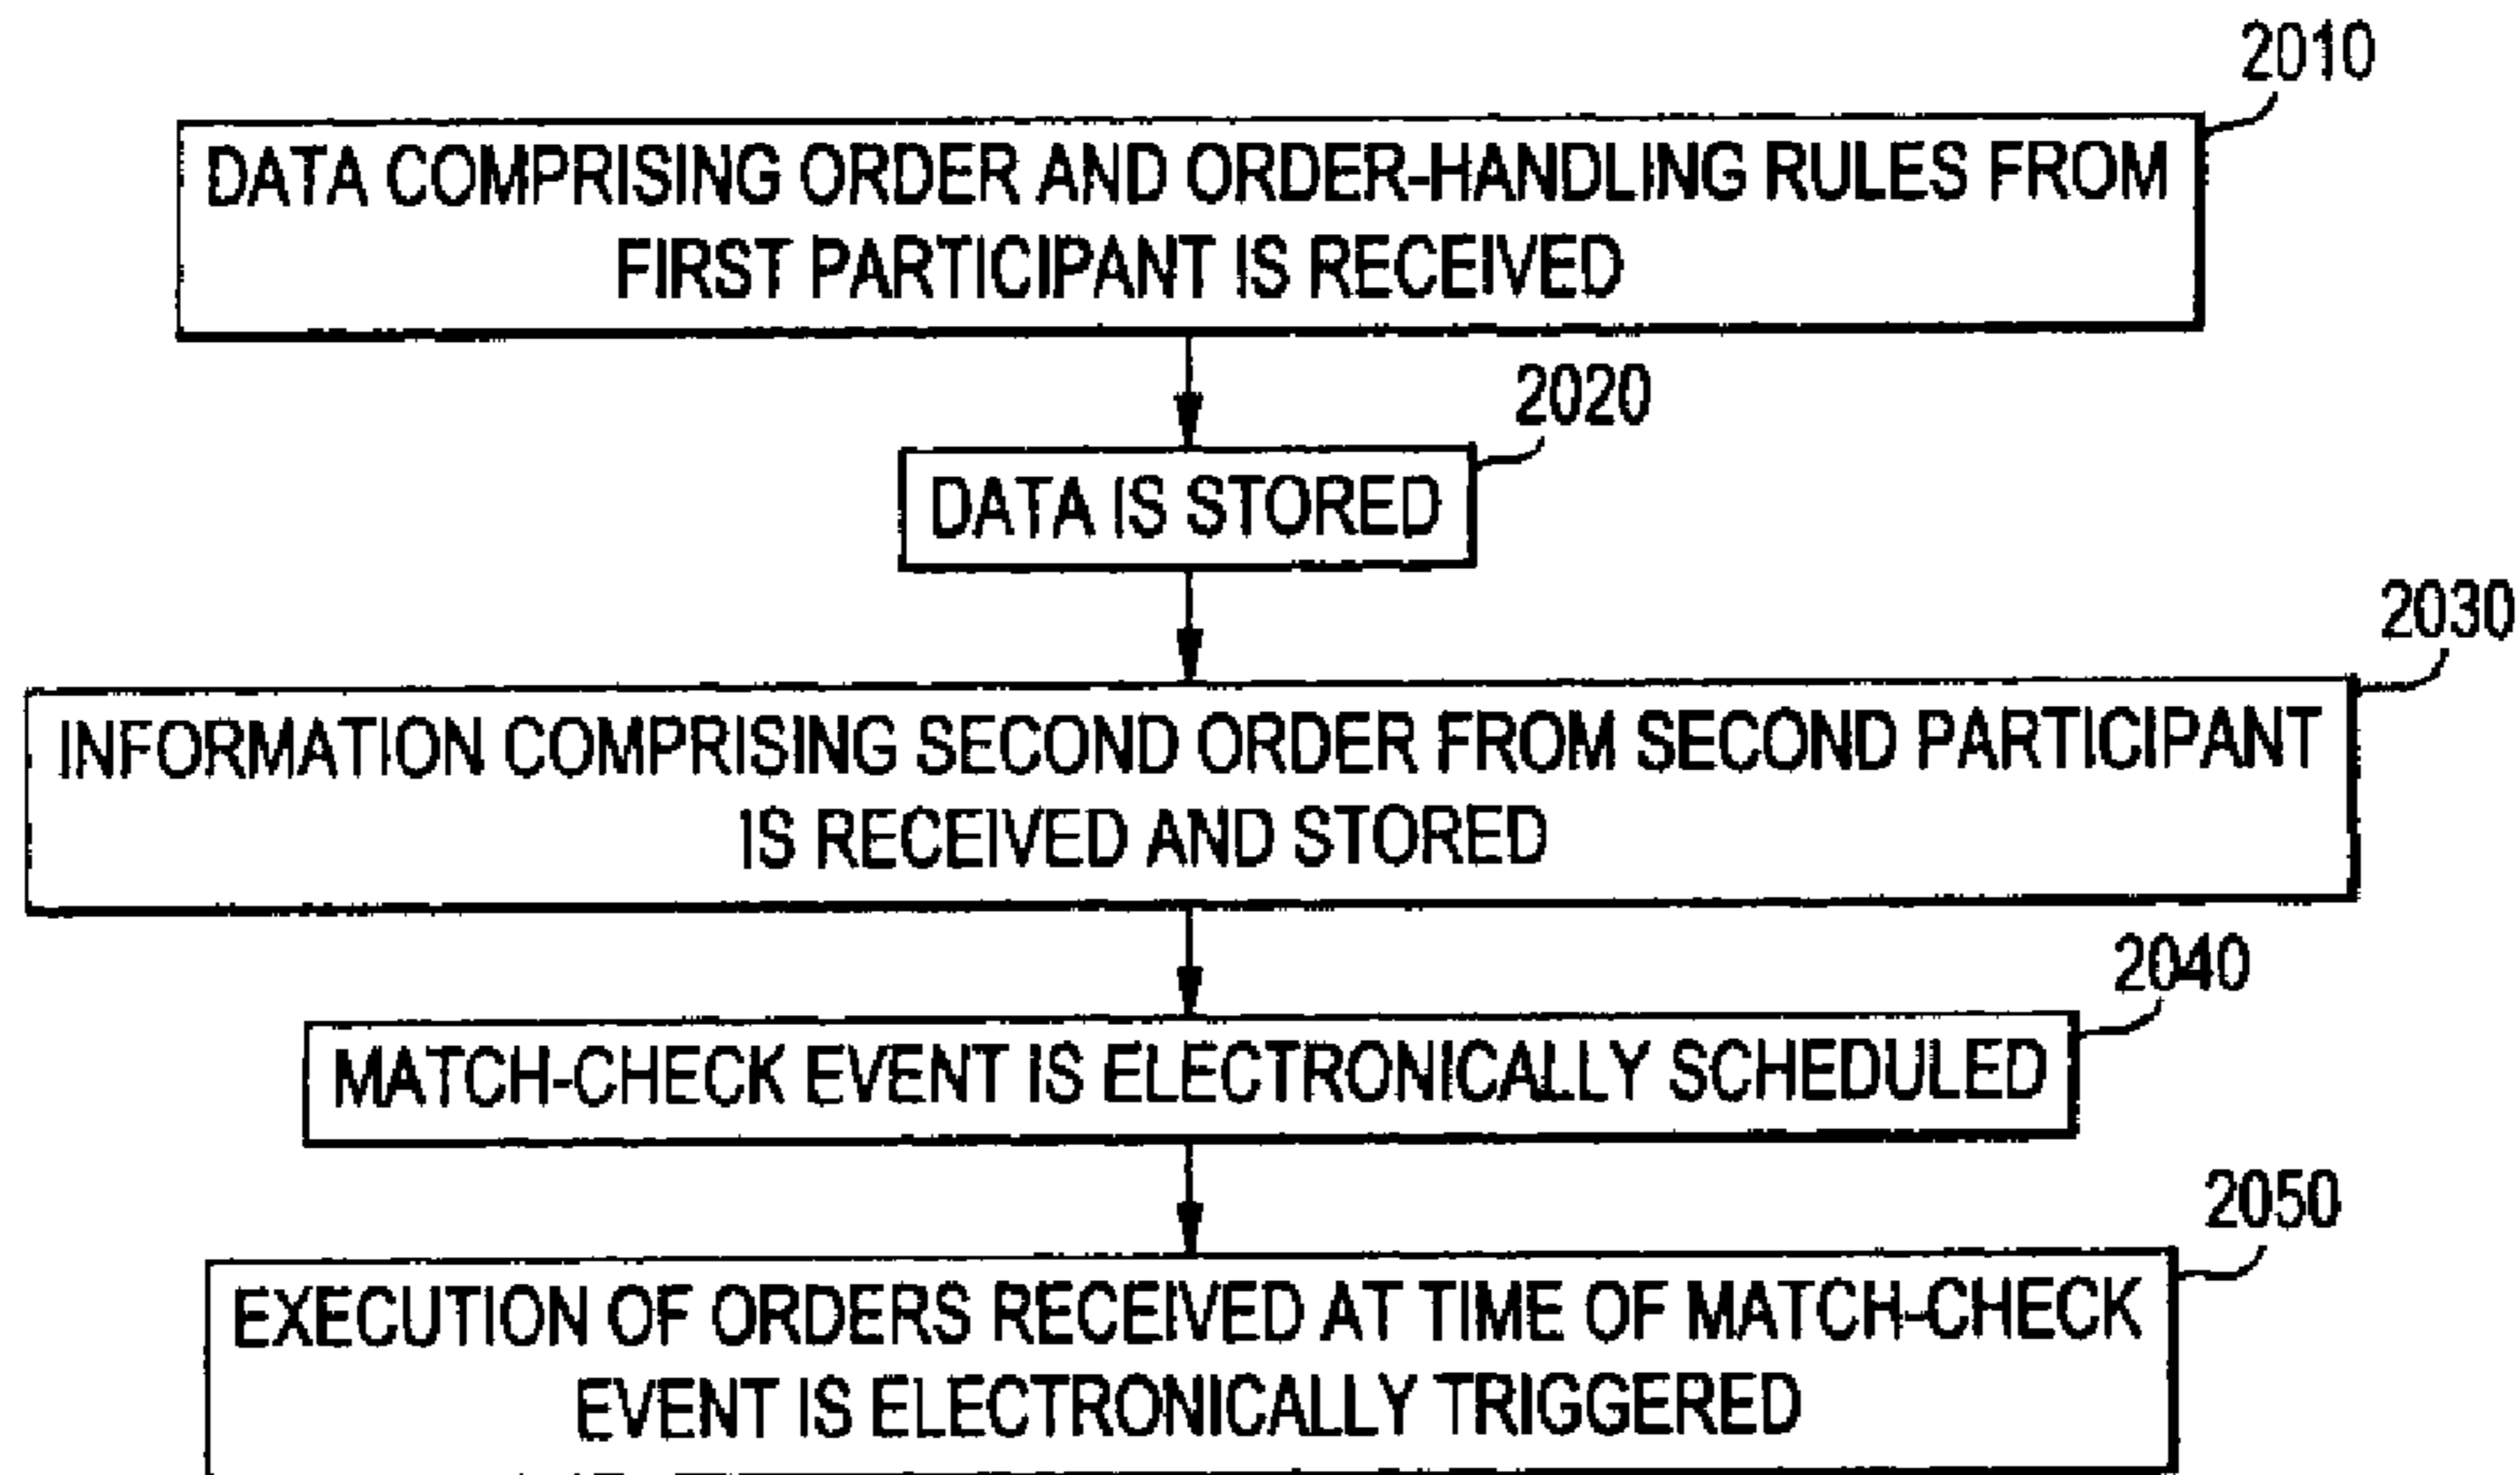 2010
DATA COMPRISING ORDER AND ORDER-HANDLING RULES FROM
FIRST PARTICIPANT IS RECEIVED
2020
DATA IS STORED
2030
INFORMATION COMPRISING SECOND ORDER FROM SECOND PARTICIPANT
IS RECEIVED AND STORED
2040
MATCH-CHECK EVENT IS ELECTRONICALLY SCHEDULED
2050
EXECUTION OF ORDERS RECEIVED AT TIME OF MATCH-CHECK
EVENT IS ELECTRONICALLY TRIGGERED